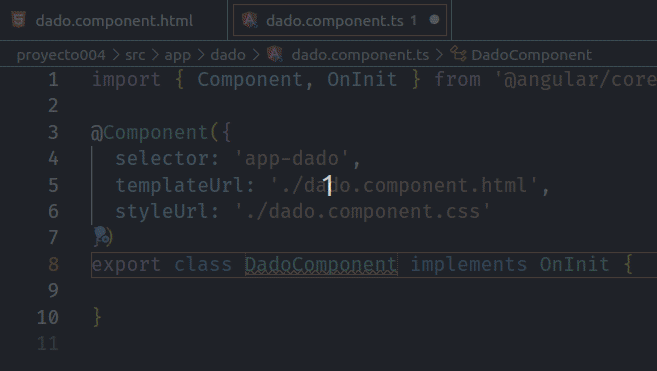 dado.component.html
dado.component.ts 1
proyecto004 > src > app > dado > dado.component.ts > DadoComponent
1 import { Component, OnInit } from '@angular/core
2
3 @Component({
4 selector: 'app-dado',
5 templateUrl: './dado.component.html',
1
6 styleUrl: './dado.component.css'
7 })
8 export class DadoComponent implements OnInit {
9
10 }
11